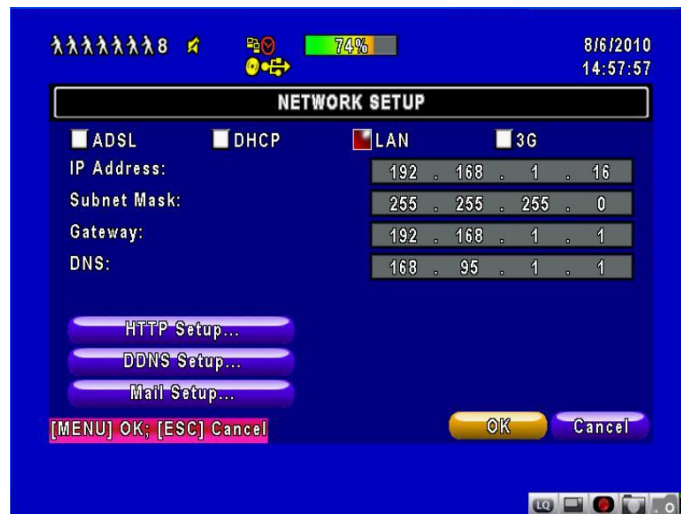 8 74% 8/6/2010
14:57:57
NETWORK SETUP
ADSL DHCP LAN 3G
IP Address: 192 . 168 . 1 . 16
Subnet Mask: 255 . 255 . 255 . 0
Gateway: 192 . 168 . 1 . 1
DNS: 168 . 95 . 1 . 1
HTTP Setup...
DDNS Setup...
Mail Setup...
[MENU] OK; [ESC] Cancel OK Cancel
LQ